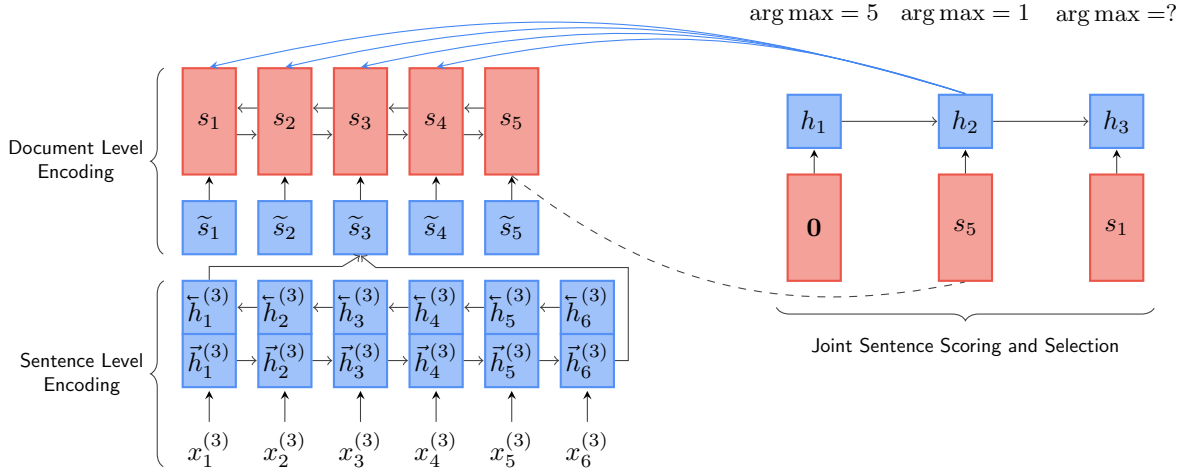 arg max = 5 arg max = 1 arg max =?
s₁ s₂ s₃ s₄ s₅
h₁ h₂ h₃
Document Level
Encoding
s̃₁ s̃₂ s̃₃ s̃₄ s̃₅
0 s₅ s₁
Sentence Level
Encoding
h⃖₁⁽³⁾ h⃖₂⁽³⁾ h⃖₃⁽³⁾ h⃖₄⁽³⁾ h⃖₅⁽³⁾ h⃖₆⁽³⁾
h⃗₁⁽³⁾ h⃗₂⁽³⁾ h⃗₃⁽³⁾ h⃗₄⁽³⁾ h⃗₅⁽³⁾ h⃗₆⁽³⁾
x₁⁽³⁾ x₂⁽³⁾ x₃⁽³⁾ x₄⁽³⁾ x₅⁽³⁾ x₆⁽³⁾
Joint Sentence Scoring and Selection